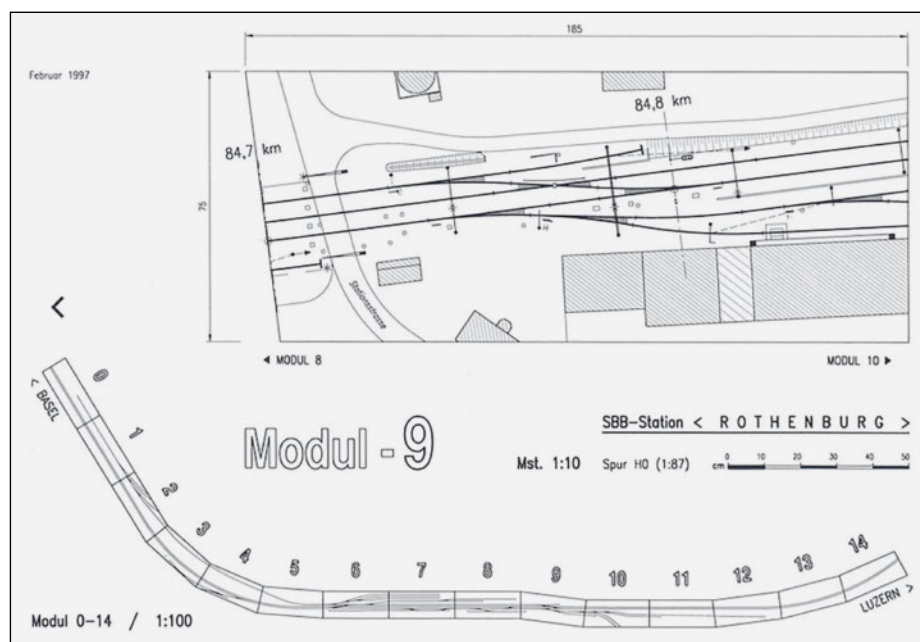 185
Februar 1997
84,8 km
84,7 km
75
Stationsstrasse
◄ MODUL 8
MODUL 10 ►
< BASEL
0
1
2
3
4
5
6
7
8
9
10
11
12
13
14
LUZERN >
Modul - 9
SBB-Station < ROTHENBURG >
Mst. 1:10 Spur H0 (1:87)
cm 0 10 20 30 40 50
Modul 0-14 / 1:100